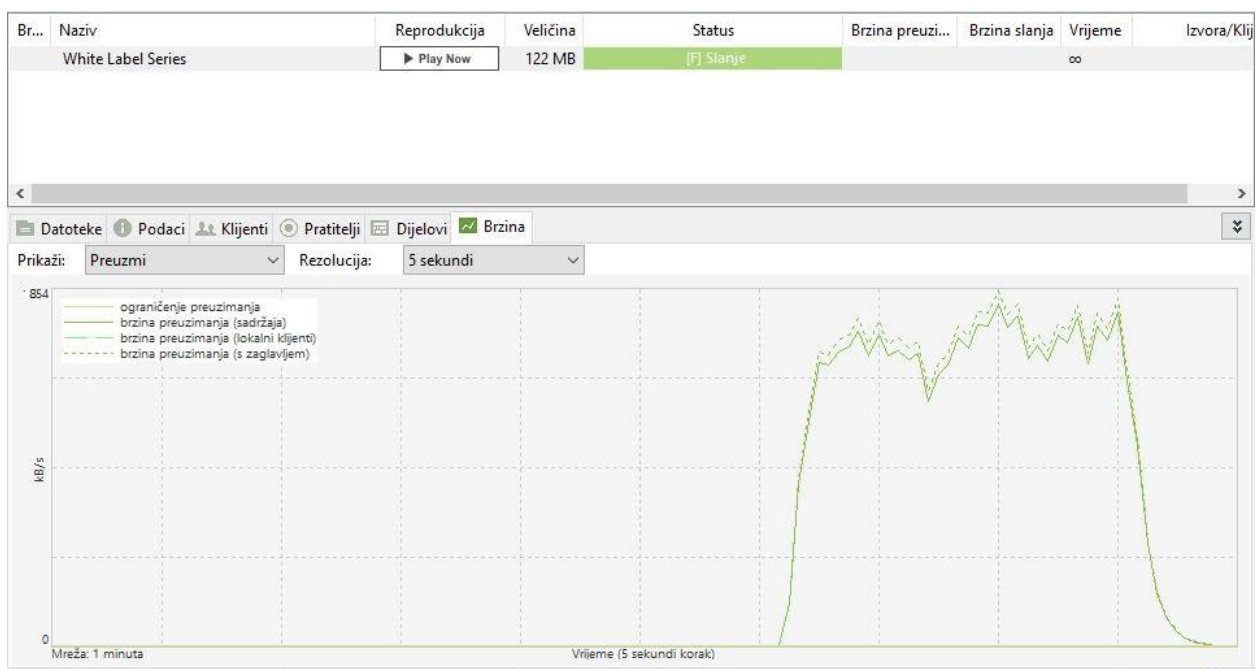 Br... Naziv Reprodukcija Veličina Status Brzina preuzi... Brzina slanja Vrijeme Izvora/Klij
White Label Series Play Now 122 MB [F] Slanje ∞
Datoteke Podaci Klijenti Pratitelji Dijelovi Brzina
Prikaži: Preuzmi Rezolucija: 5 sekundi
854
ograničenje preuzimanja
brzina preuzimanja (sadržaja)
brzina preuzimanja (lokalni klijenti)
brzina preuzimanja (s zaglavljem)
kB/s
0
Mreža: 1 minuta Vrijeme (5 sekundi korak)